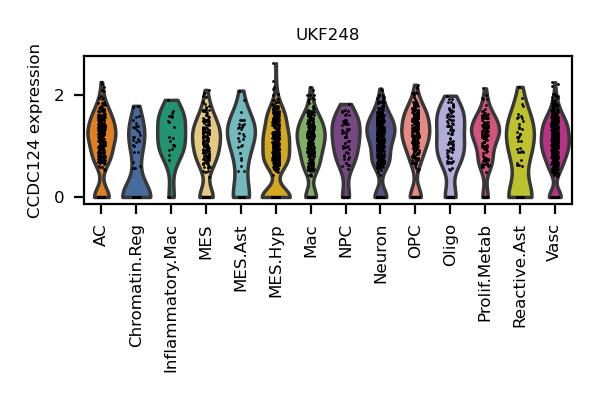 UKF248
CCDC124 expression
2
0
AC
Chromatin.Reg
Inflammatory.Mac
MES
MES.Ast
MES.Hyp
Mac
NPC
Neuron
OPC
Oligo
Prolif.Metab
Reactive.Ast
Vasc